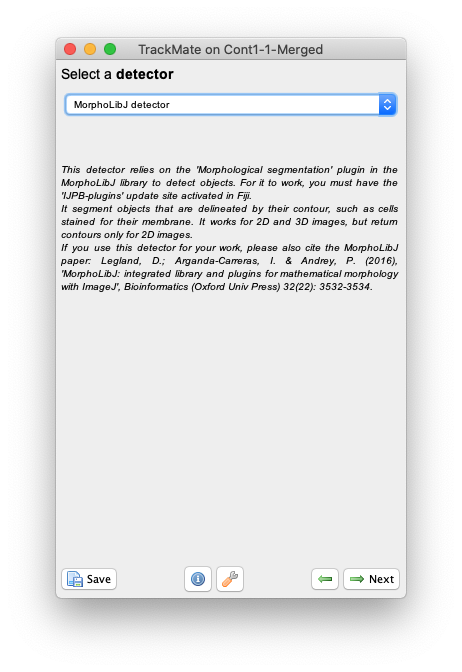 TrackMate on Cont1-1-Merged
Select a detector
MorphoLibJ detector
This detector relies on the 'Morphological segmentation' plugin in the
MorphoLibJ library to detect objects. For it to work, you must have the
'IJPB-plugins' update site activated in Fiji.
It segment objects that are delineated by their contour, such as cells
stained for their membrane. It works for 2D and 3D images, but return
contours only for 2D images.
If you use this detector for your work, please also cite the MorphoLibJ
paper: Legland, D.; Arganda-Carreras, I. & Andrey, P. (2016),
'MorphoLibJ: integrated library and plugins for mathematical morphology
with ImageJ', Bioinformatics (Oxford Univ Press) 32(22): 3532-3534.
Save
Next